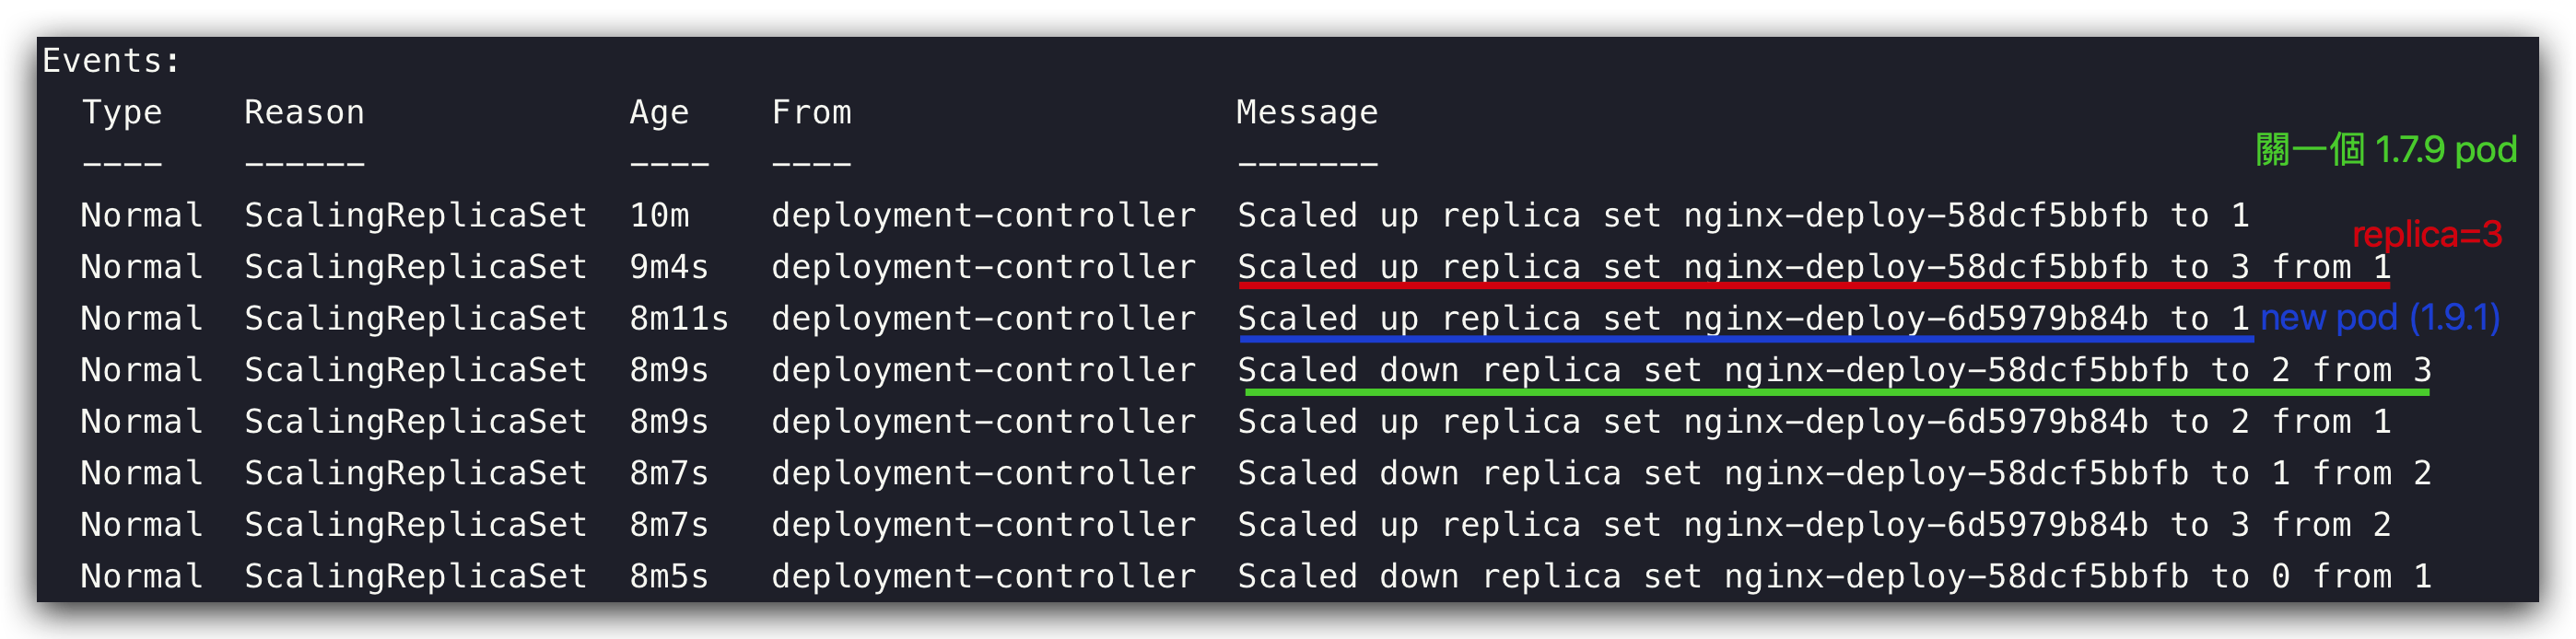 Events:
Type Reason Age From Message
---- ------ ---- ---- -------
關一個 1.7.9 pod
Normal ScalingReplicaSet 10m deployment-controller Scaled up replica set nginx-deploy-58dcf5bbfb to 1
replica=3
Normal ScalingReplicaSet 9m4s deployment-controller Scaled up replica set nginx-deploy-58dcf5bbfb to 3 from 1
Normal ScalingReplicaSet 8m11s deployment-controller Scaled up replica set nginx-deploy-6d5979b84b to 1 new pod (1.9.1)
Normal ScalingReplicaSet 8m9s deployment-controller Scaled down replica set nginx-deploy-58dcf5bbfb to 2 from 3
Normal ScalingReplicaSet 8m9s deployment-controller Scaled up replica set nginx-deploy-6d5979b84b to 2 from 1
Normal ScalingReplicaSet 8m7s deployment-controller Scaled down replica set nginx-deploy-58dcf5bbfb to 1 from 2
Normal ScalingReplicaSet 8m7s deployment-controller Scaled up replica set nginx-deploy-6d5979b84b to 3 from 2
Normal ScalingReplicaSet 8m5s deployment-controller Scaled down replica set nginx-deploy-58dcf5bbfb to 0 from 1